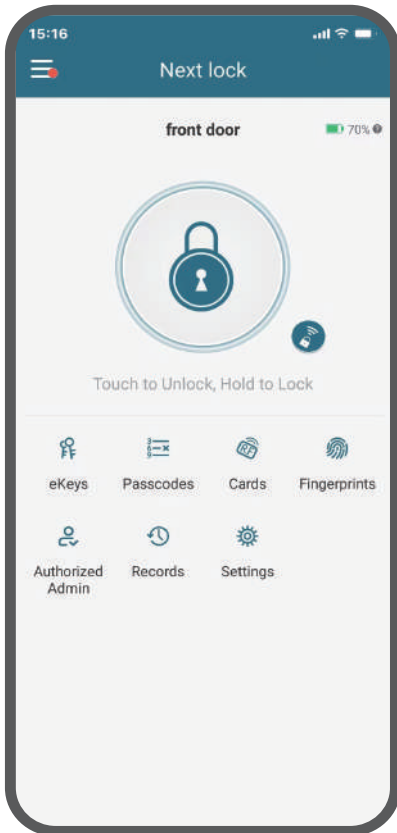 15:16
Next lock
front door
70%
Touch to Unlock, Hold to Lock
eKeys Passcodes Cards Fingerprints
Authorized Admin Records Settings